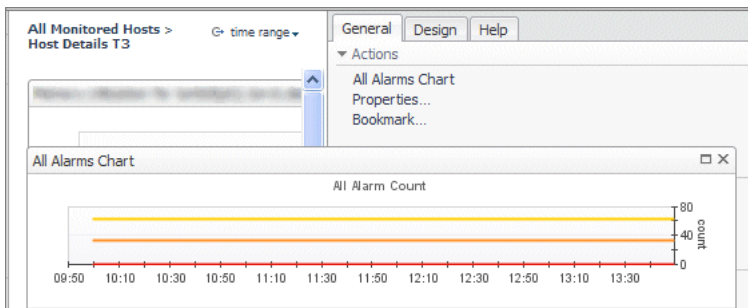 All Monitored Hosts >
Host Details T3
time range
General
Design
Help
Actions
All Alarms Chart
Properties...
Bookmark...
All Alarms Chart
All Alarm Count
80
40
0
count
09:50 10:10 10:30 10:50 11:10 11:30 11:50 12:10 12:30 12:50 13:10 13:30